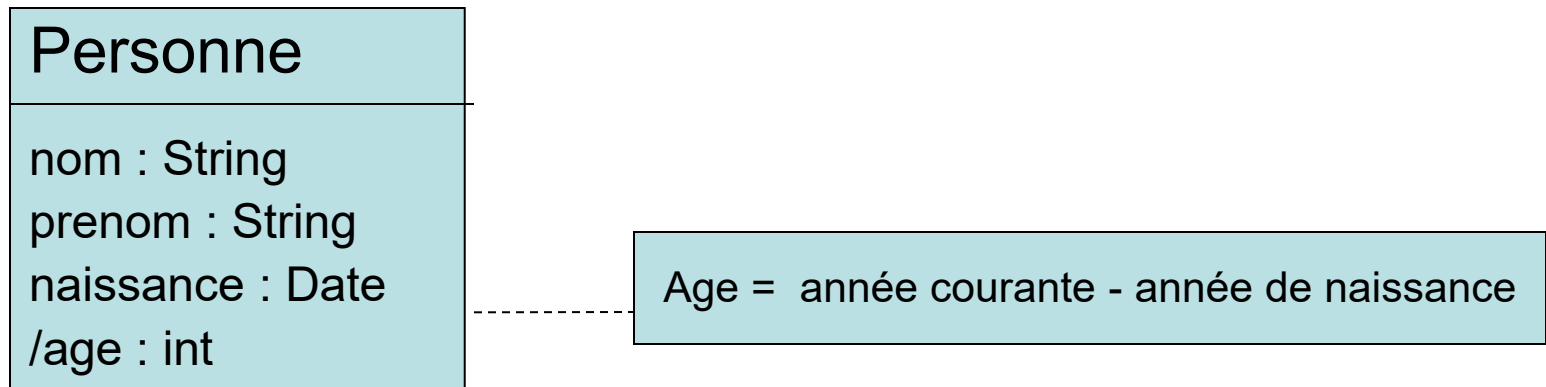 Personne
nom : String
prenom : String
naissance : Date
/age : int
Age = année courante - année de naissance